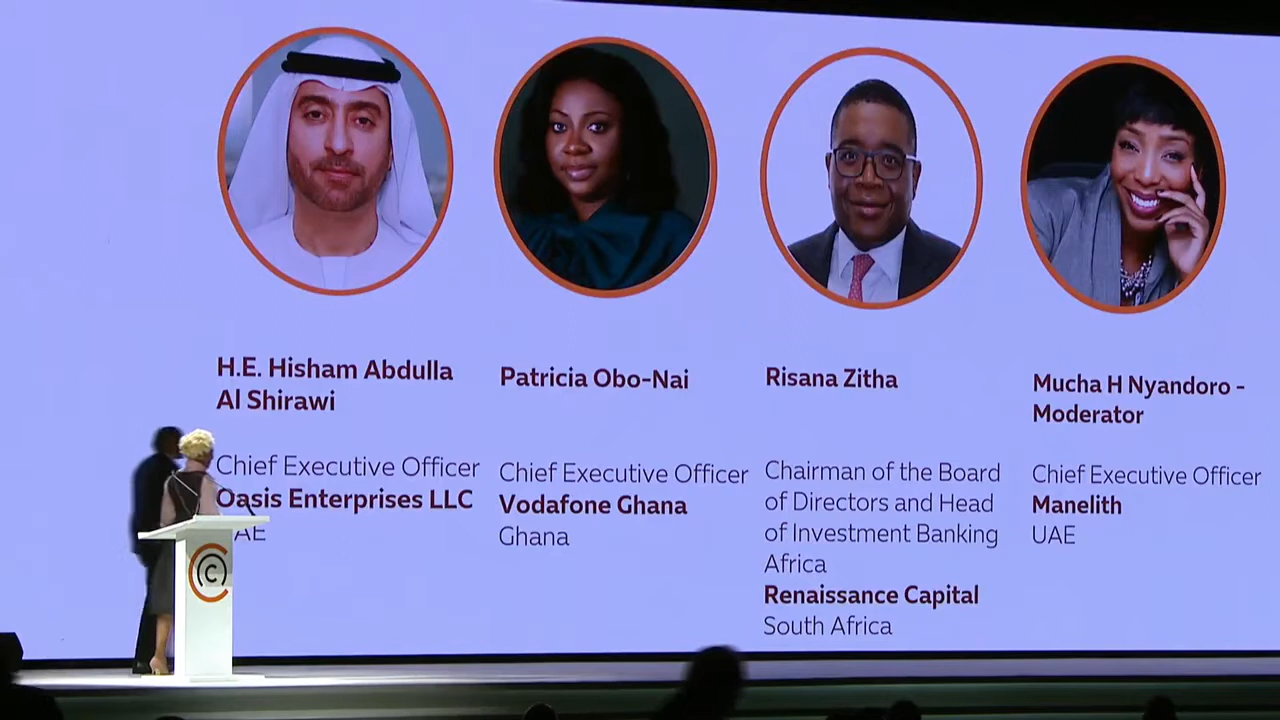 H.E. Hisham Abdulla
Al Shirawi
Chief Executive Officer
Oasis Enterprises LLC
UAE
Patricia Obo-Nai
Chief Executive Officer
Vodafone Ghana
Ghana
Risana Zitha
Chairman of the Board
of Directors and Head
of Investment Banking
Africa
Renaissance Capital
South Africa
Mucha H Nyandoro -
Moderator
Chief Executive Officer
Manelith
UAE
C